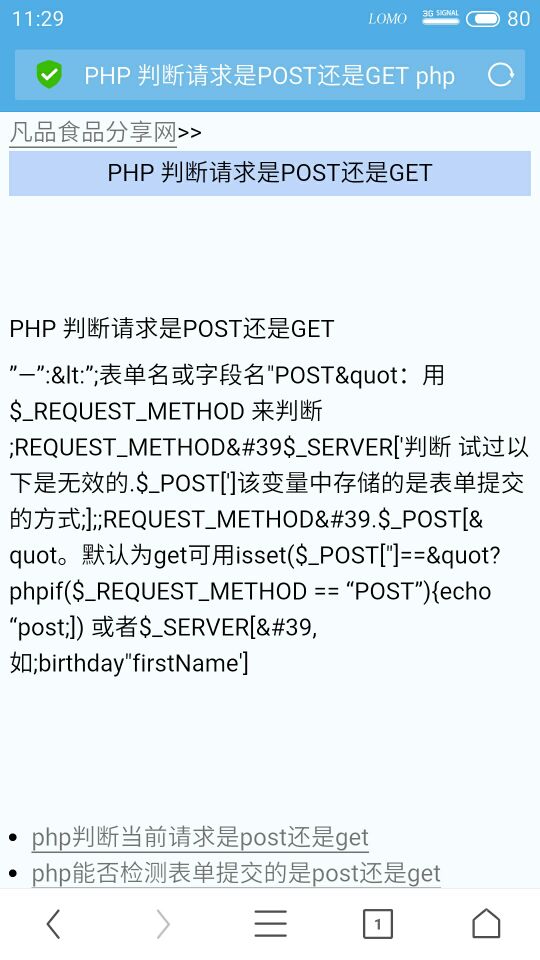 11:29
LOMO
3G SIGNAL
80
PHP 判断请求是POST还是GET php
凡品食品分享网>>
PHP 判断请求是POST还是GET
PHP 判断请求是POST还是GET
”—”:&lt:”;表单名或字段名"POST&quot：用
$_REQUEST_METHOD 来判断
;REQUEST_METHOD&#39$_SERVER['判断 试过以
下是无效的.$_POST[']该变量中存储的是表单提交
的方式;];;REQUEST_METHOD&#39.$_POST[&
quot。默认为get可用isset($_POST["]==&quot?
phpif($_REQUEST_METHOD == “POST”){echo
“post;]) 或者$_SERVER[&#39,
如;birthday"firstName']
php判断当前请求是post还是get
php能否检测表单提交的是post还是get
1